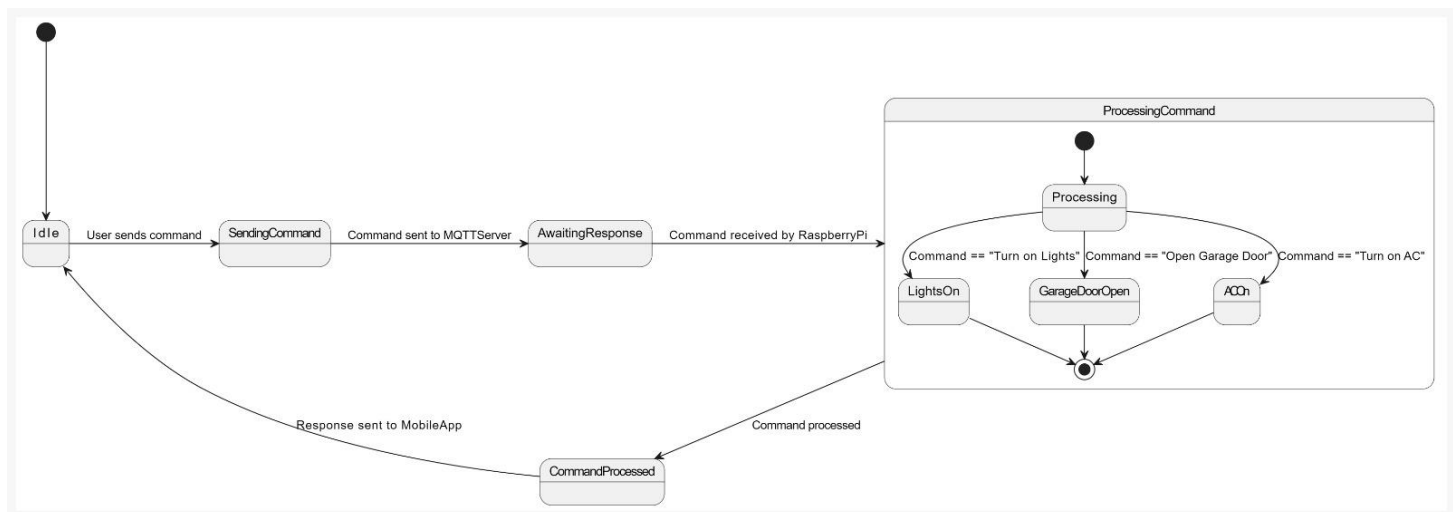 ProcessingCommand
Processing
Idle
User sends command
SendingCommand
Command sent to MQTTServer
AwaitingResponse
Command received by RaspberryPi
Command == "Turn on Lights"
Command == "Open Garage Door"
Command == "Turn on AC"
LightsOn
GarageDoorOpen
ACOn
Response sent to MobileApp
Command processed
CommandProcessed